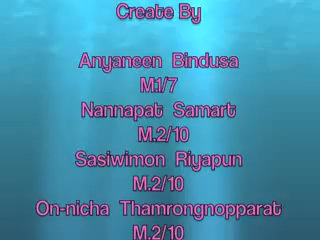 Create By
Anyaneen Bindusa
M.1/7
Nannapat Samart
M.2/10
Sasiwimon Riyapun
M.2/10
On-nicha Thamrongnopparat
M.2/10